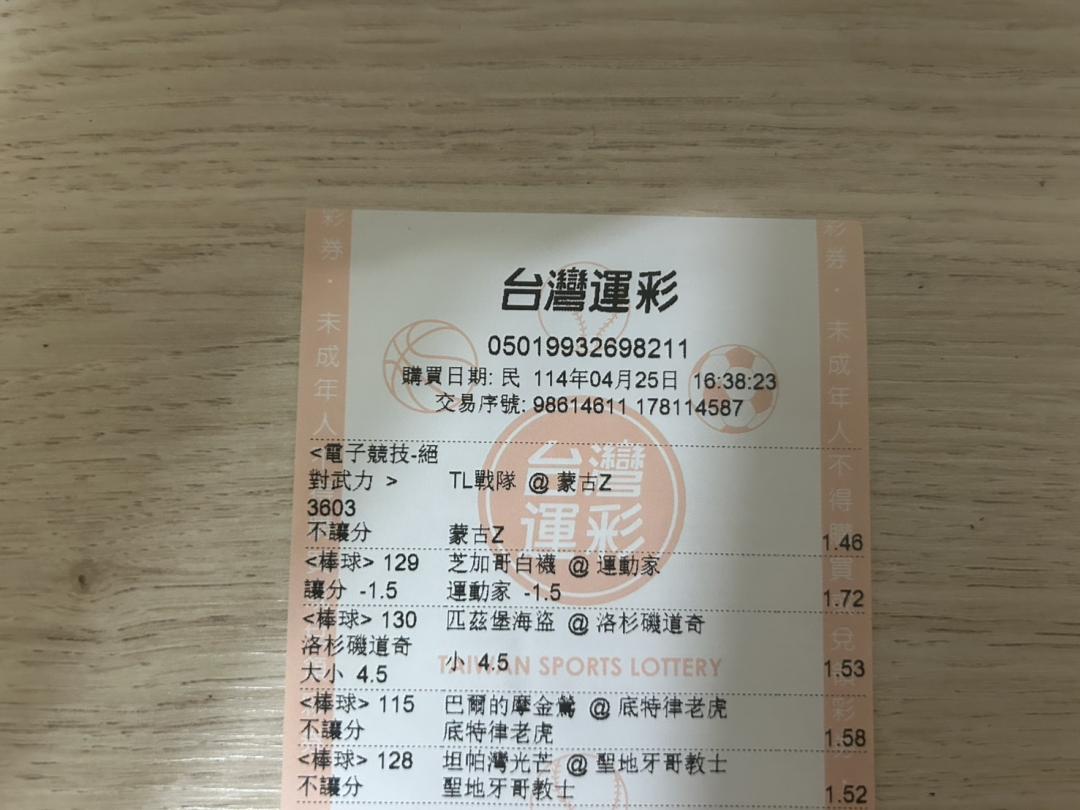 台灣運彩
05019932698211
購買日期: 民 114年04月25日 16:38:23
交易序號: 98614611 178114587
<電子競技-絕
對武力 > TL戰隊 @ 蒙古Z
3603
不讓分 蒙古Z 1.46
<棒球> 129 芝加哥白襪 @ 運動家
讓分 -1.5 運動家 -1.5 1.72
<棒球> 130 匹茲堡海盜 @ 洛杉磯道奇
洛杉磯道奇
大小 4.5 小 4.5 1.53
<棒球> 115 巴爾的摩金鶯 @ 底特律老虎
不讓分 底特律老虎 1.58
<棒球> 128 坦帕灣光芒 @ 聖地牙哥教士
不讓分 聖地牙哥教士 1.52
台灣
運彩
TAIWAN SPORTS LOTTERY
彩券・未成年人
彩券・未成年人不得購買
兌
彩